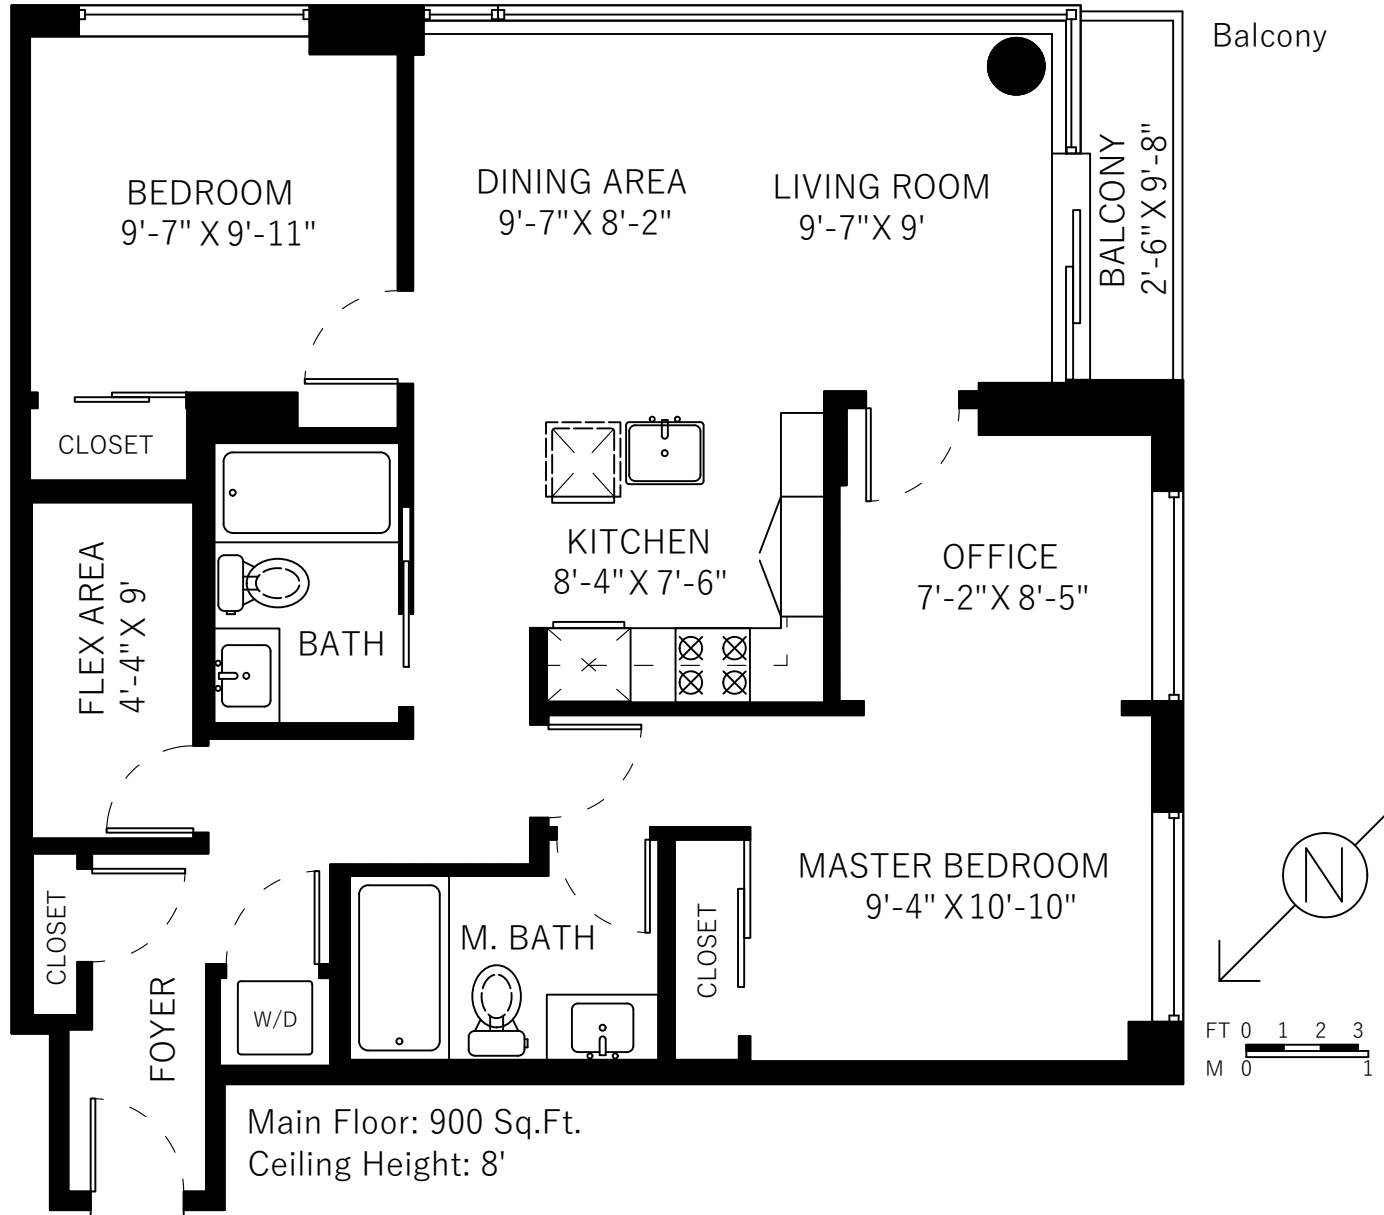 Balcony
BEDROOM
9'-7" X 9'-11"
DINING AREA
9'-7" X 8'-2"
LIVING ROOM
9'-7" X 9'
BALCONY
2'-6" X 9'-8"
CLOSET
KITCHEN
8'-4" X 7'-6"
OFFICE
7'-2" X 8'-5"
FLEX AREA
4'-4" X 9'
BATH
MASTER BEDROOM
9'-4" X 10'-10"
M. BATH
CLOSET
CLOSET
FOYER
W/D
N
FT 0 1 2 3
M 0 1
Main Floor: 900 Sq.Ft.
Ceiling Height: 8'